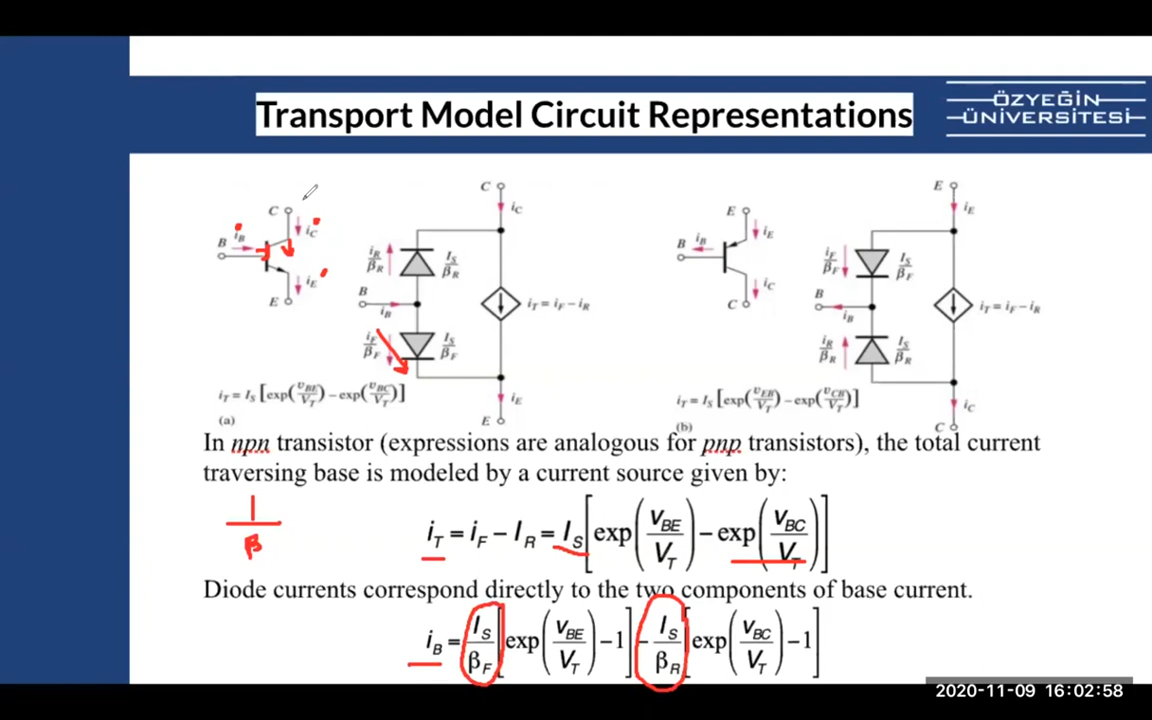 Transport Model Circuit Representations
ÖZYEĞİN
ÜNİVERSİTESİ
C
i_C
B
i_B
i_E
E
C
i_C
i_R/β_R
I_S/β_R
B
i_B
i_T = i_F − i_R
i_F/β_F
I_S/β_F
i_E
E
i_T = I_S [exp(v_BE/V_T) − exp(v_BC/V_T)]
(a)
E
i_E
B
i_B
i_C
C
E
i_E
i_F/β_F
I_S/β_F
B
i_B
i_T = i_F − i_R
i_R/β_R
I_S/β_R
i_C
C
i_T = I_S [exp(v_EB/V_T) − exp(v_CB/V_T)]
(b)
In npn transistor (expressions are analogous for pnp transistors), the total current
traversing base is modeled by a current source given by:
1/β
i_T = i_F − I_R = I_S [exp(v_BE/V_T) − exp(v_BC/V_T)]
Diode currents correspond directly to the two components of base current.
i_B = I_S/β_F [exp(v_BE/V_T) − 1] − I_S/β_R [exp(v_BC/V_T) − 1]
2020-11-09 16:02:58